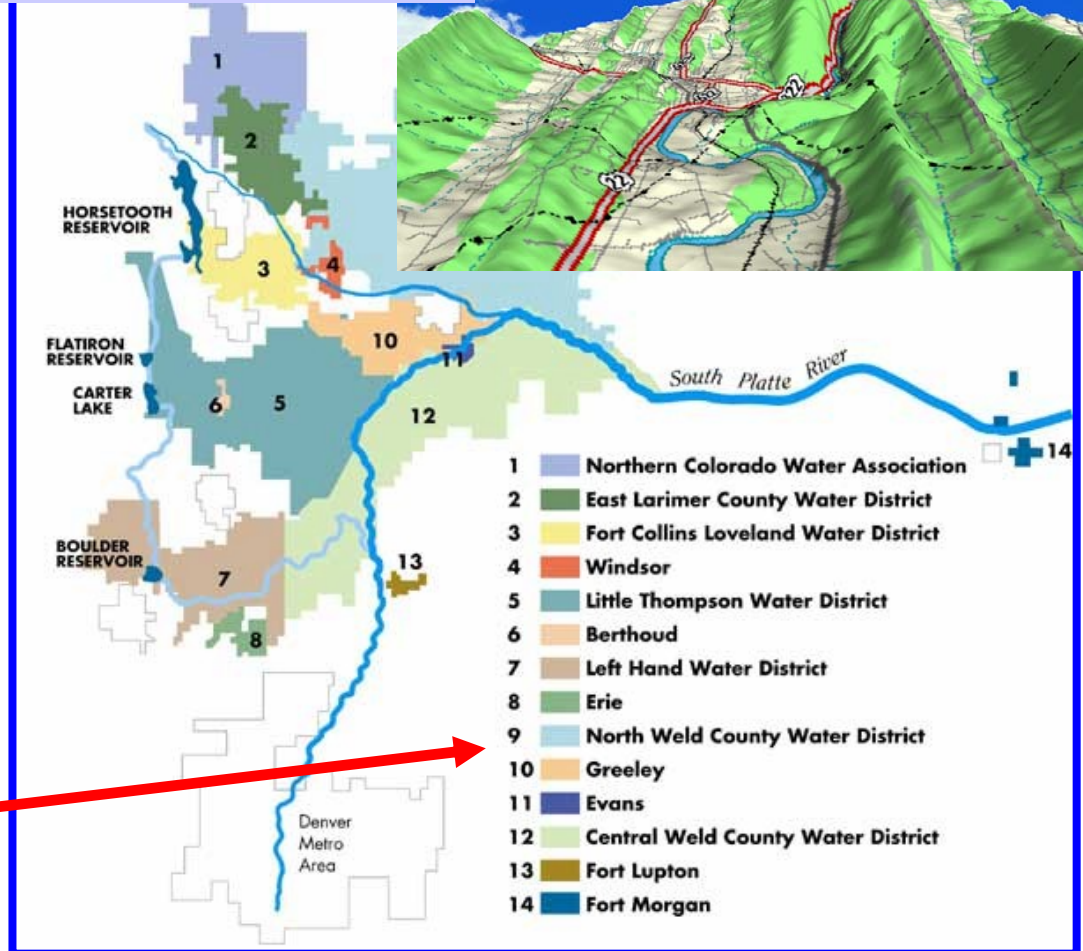 1
2
22
22
HORSETOOTH
RESERVOIR
3
4
FLATIRON
RESERVOIR
10
11
South Platte River
CARTER
LAKE
6
5
12
14
1 Northern Colorado Water Association
2 East Larimer County Water District
3 Fort Collins Loveland Water District
BOULDER
RESERVOIR
7
13
4 Windsor
5 Little Thompson Water District
6 Berthoud
8
7 Left Hand Water District
8 Erie
9 North Weld County Water District
10 Greeley
11 Evans
Denver
Metro
Area
12 Central Weld County Water District
13 Fort Lupton
14 Fort Morgan